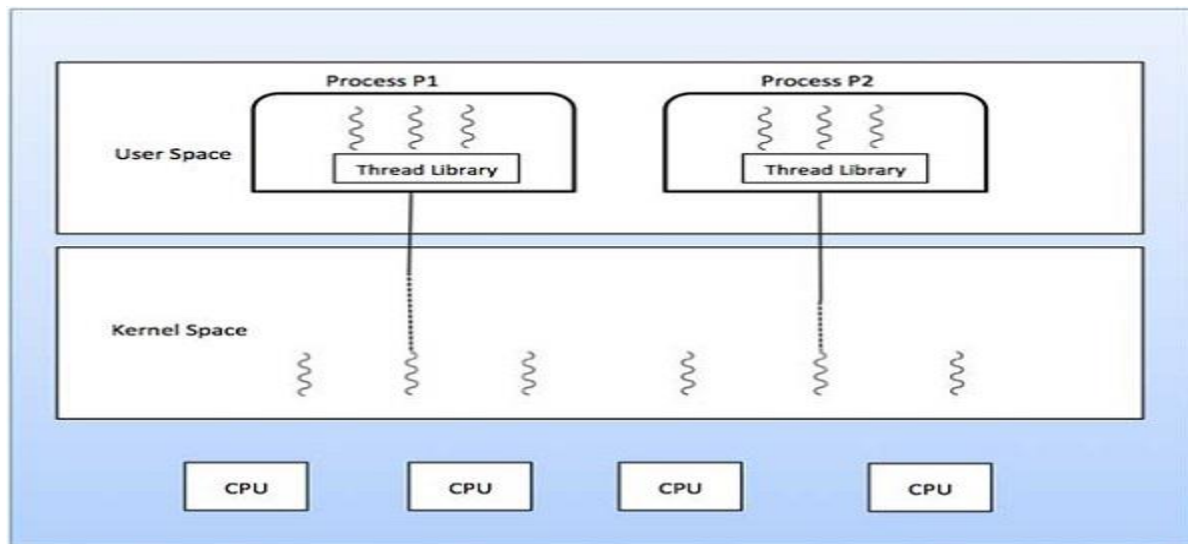 Process P1
Process P2
User Space
Thread Library
Thread Library
Kernel Space
CPU
CPU
CPU
CPU